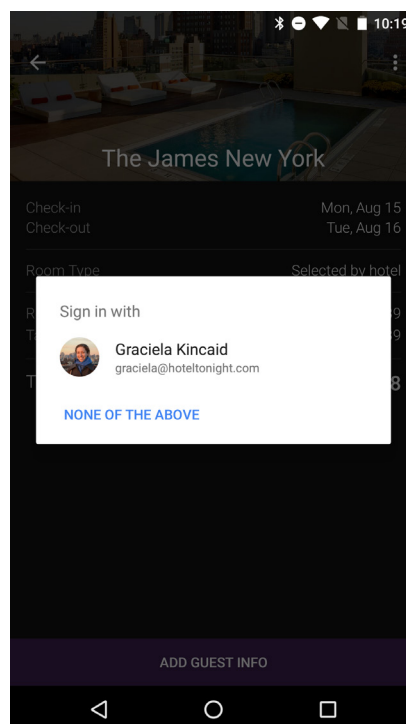 10:19
The James New York
Check-in Mon, Aug 15
Check-out Tue, Aug 16
Room Type Selected by hotel
Sign in with
Graciela Kincaid
graciela@hoteltonight.com
NONE OF THE ABOVE
ADD GUEST INFO